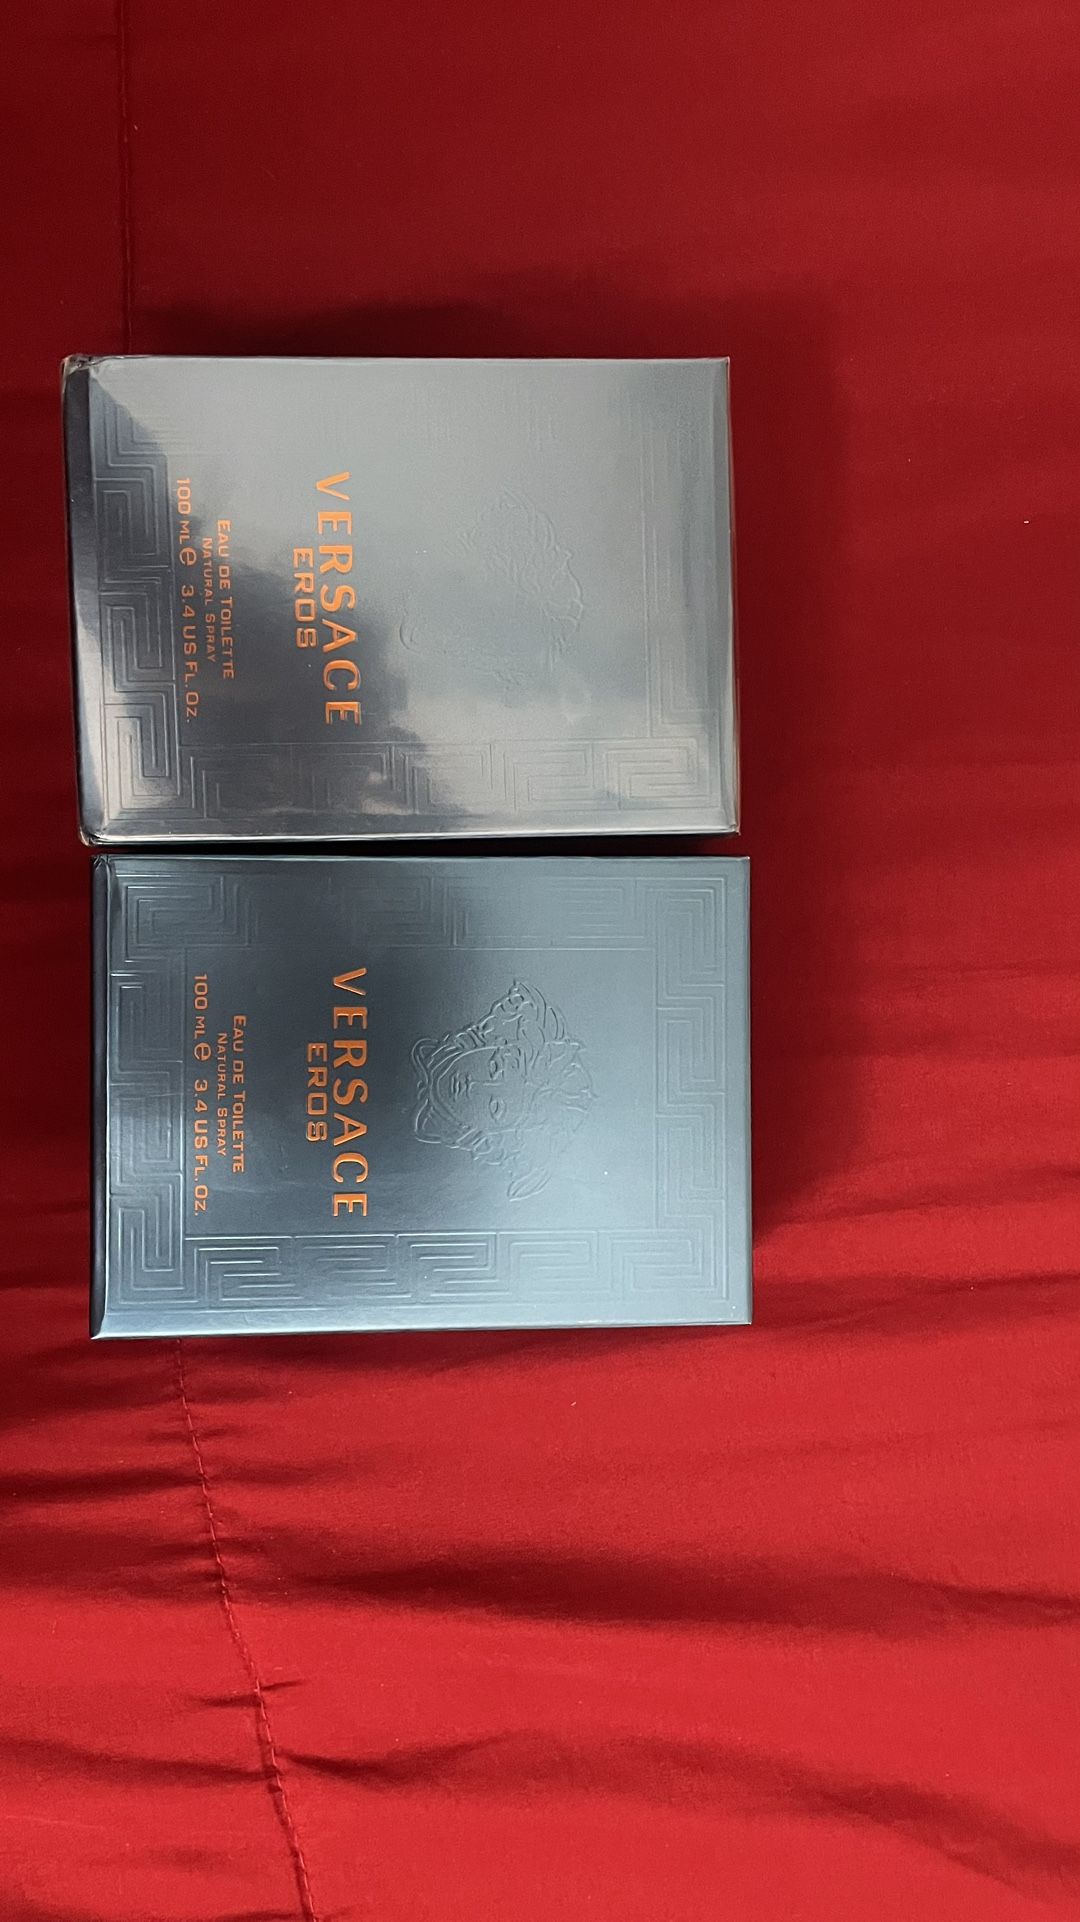 VERSACE
EROS
EAU DE TOILETTE
NATURAL SPRAY
100 ML e 3.4 US FL. OZ.
VERSACE
EROS
EAU DE TOILETTE
NATURAL SPRAY
100 ML e 3.4 US FL. OZ.